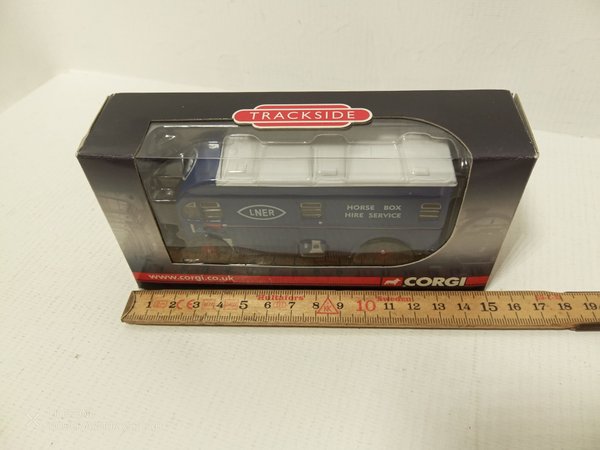 TRACKSIDE
LNER
HORSE BOX
HIRE SERVICE
www.corgi.co.uk
CORGI
1 2 3 4 5 6 7 8 9 10 11 12 13 14 15 16 17 18 19
Hultafors
Sweden